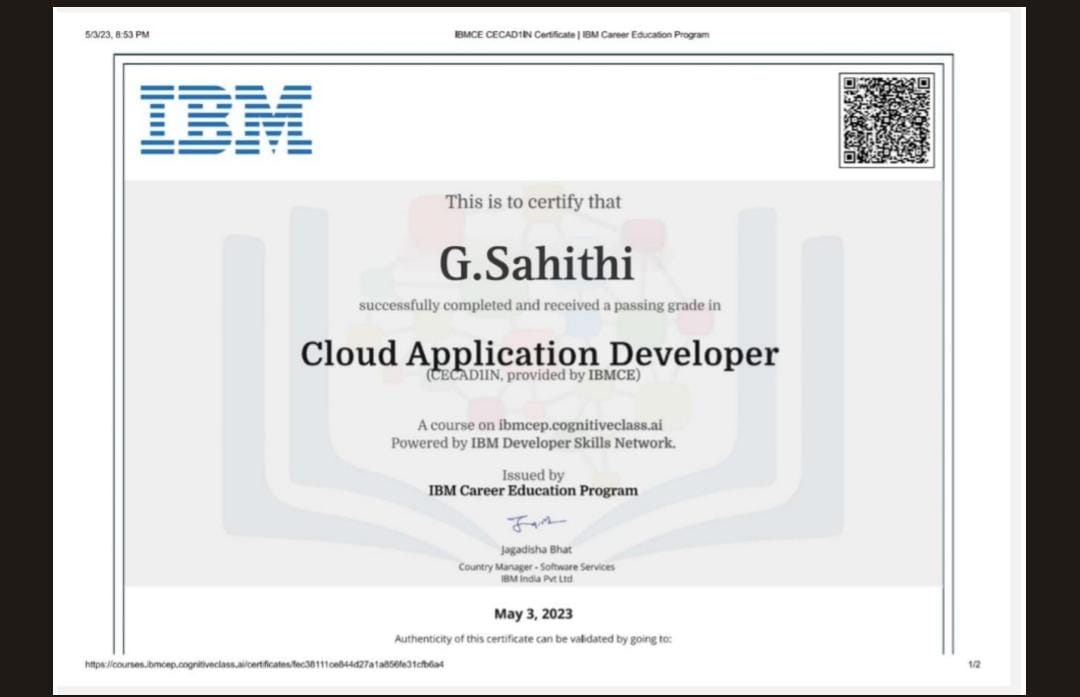 5/3/23, 8:53 PM
IBMCE CECAD1IN Certificate | IBM Career Education Program
IBM
This is to certify that
G.Sahithi
successfully completed and received a passing grade in
Cloud Application Developer
(CECAD1IN, provided by IBMCE)
A course on ibmcep.cognitiveclass.ai
Powered by IBM Developer Skills Network.
Issued by
IBM Career Education Program
Jagadisha Bhat
Country Manager - Software Services
IBM India Pvt Ltd
May 3, 2023
Authenticity of this certificate can be validated by going to:
https://courses.ibmcep.cognitiveclass.ai/certificates/fec38111ce844d27a1a856fe31cfb6a4
1/2